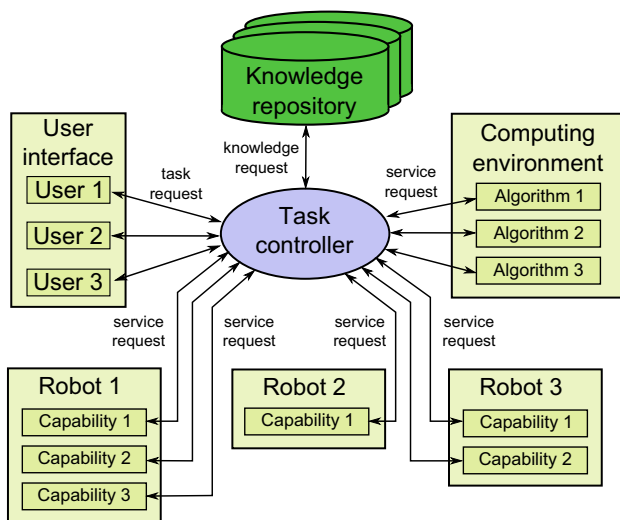 Knowledge
repository
User
interface
User 1
User 2
User 3
task
request
knowledge
request
service
request
Computing
environment
Algorithm 1
Algorithm 2
Algorithm 3
Task
controller
service
request
service
request
service
request
service
request
Robot 1
Capability 1
Capability 2
Capability 3
Robot 2
Capability 1
Robot 3
Capability 1
Capability 2